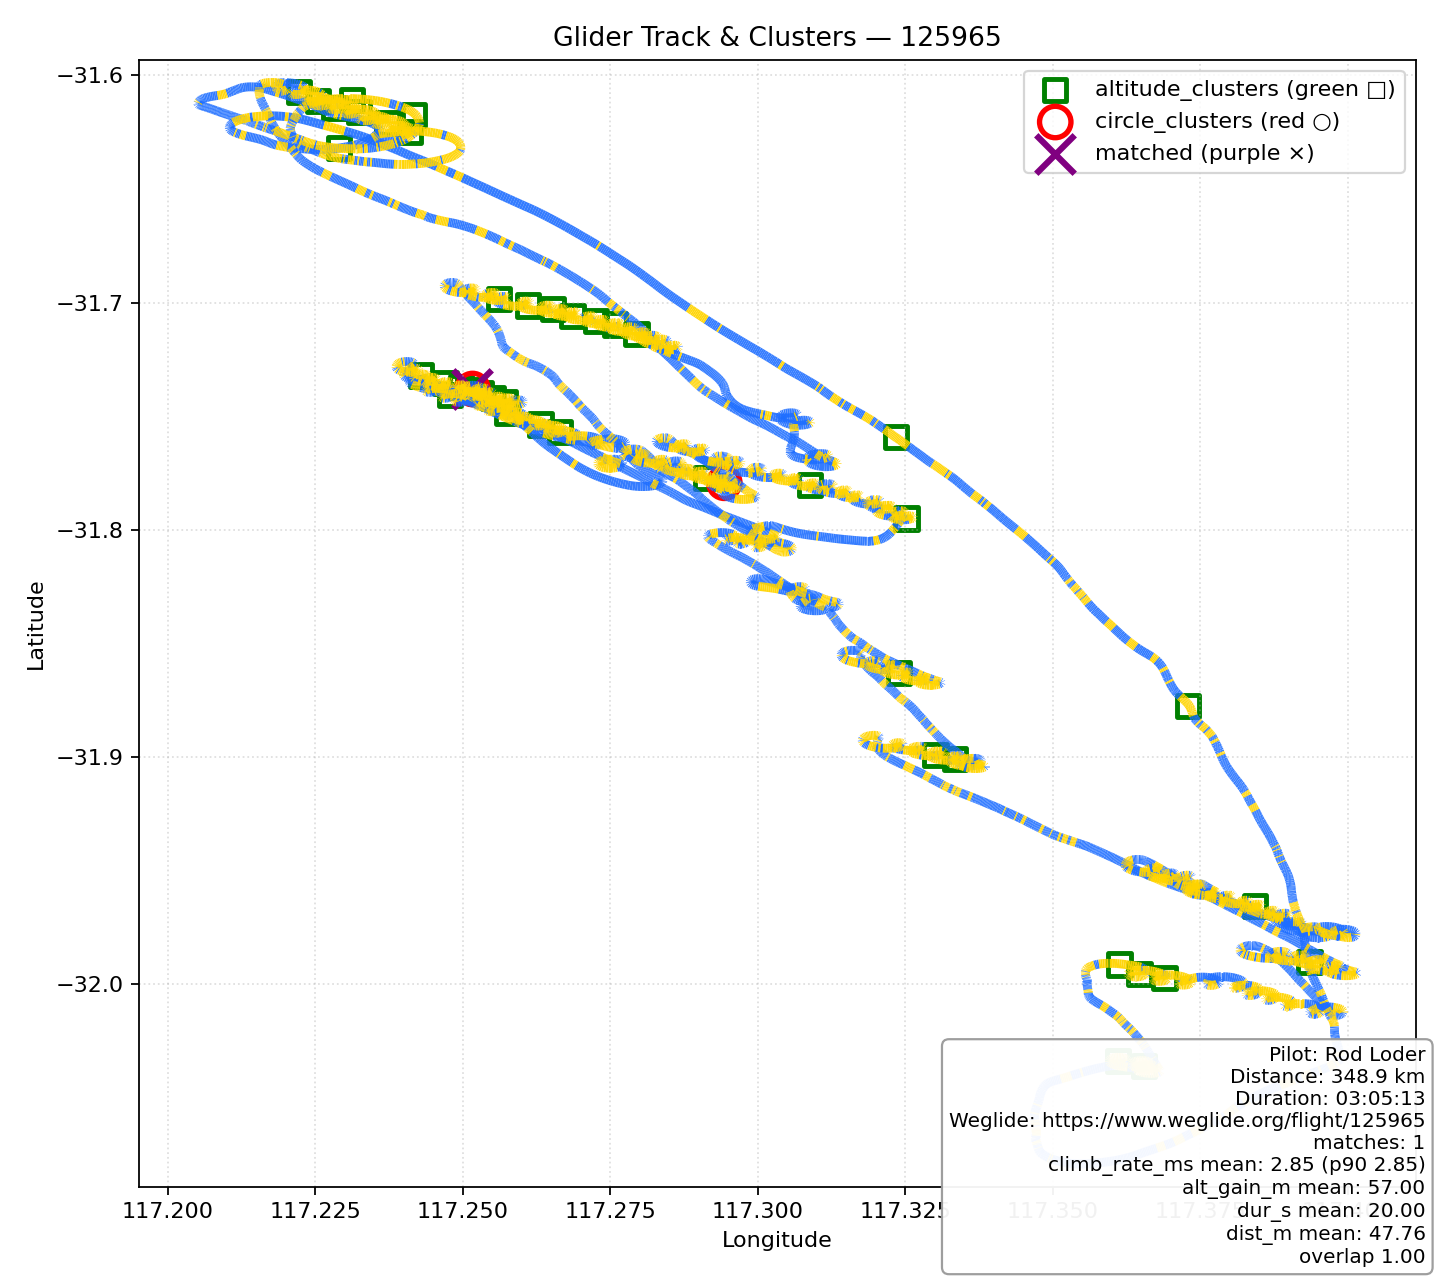 Glider Track & Clusters — 125965
altitude_clusters (green □)
circle_clusters (red ○)
matched (purple ×)
−31.6
−31.7
−31.8
−31.9
−32.0
Latitude
117.200
117.225
117.250
117.275
117.300
117.325
117.350
117.375
Longitude
Pilot: Rod Loder
Distance: 348.9 km
Duration: 03:05:13
Weglide: https://www.weglide.org/flight/125965
matches: 1
climb_rate_ms mean: 2.85 (p90 2.85)
alt_gain_m mean: 57.00
dur_s mean: 20.00
dist_m mean: 47.76
overlap 1.00